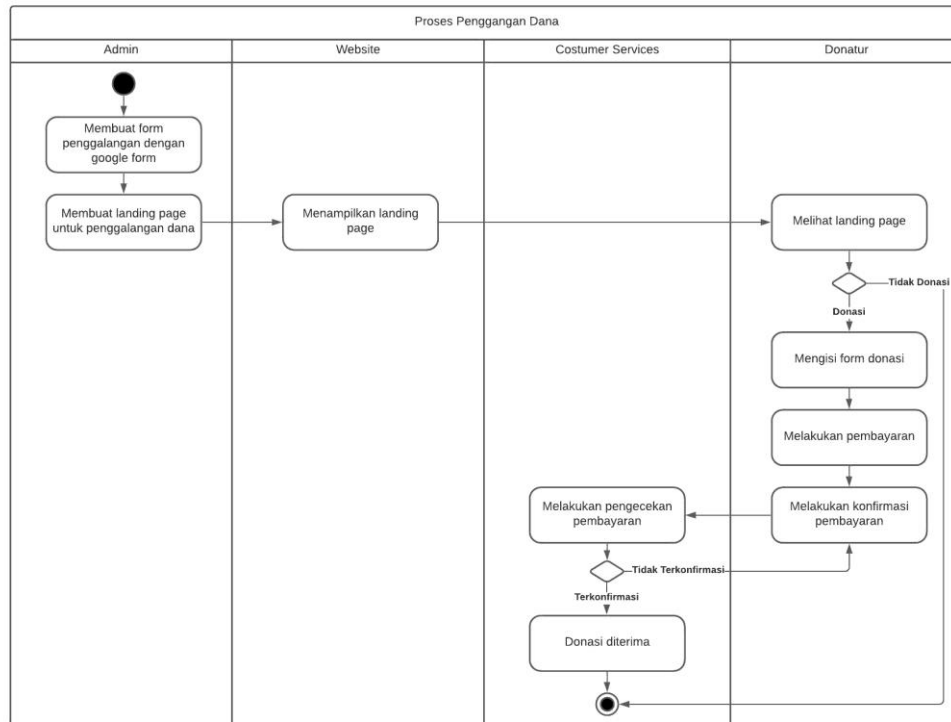 Proses Penggangan Dana
Admin
Website
Costumer Services
Donatur
Membuat form
penggalangan dengan
google form
Membuat landing page
untuk penggalangan dana
Menampilkan landing
page
Melihat landing page
Tidak Donasi
Donasi
Mengisi form donasi
Melakukan pembayaran
Melakukan pengecekan
pembayaran
Melakukan konfirmasi
pembayaran
Tidak Terkonfirmasi
Terkonfirmasi
Donasi diterima